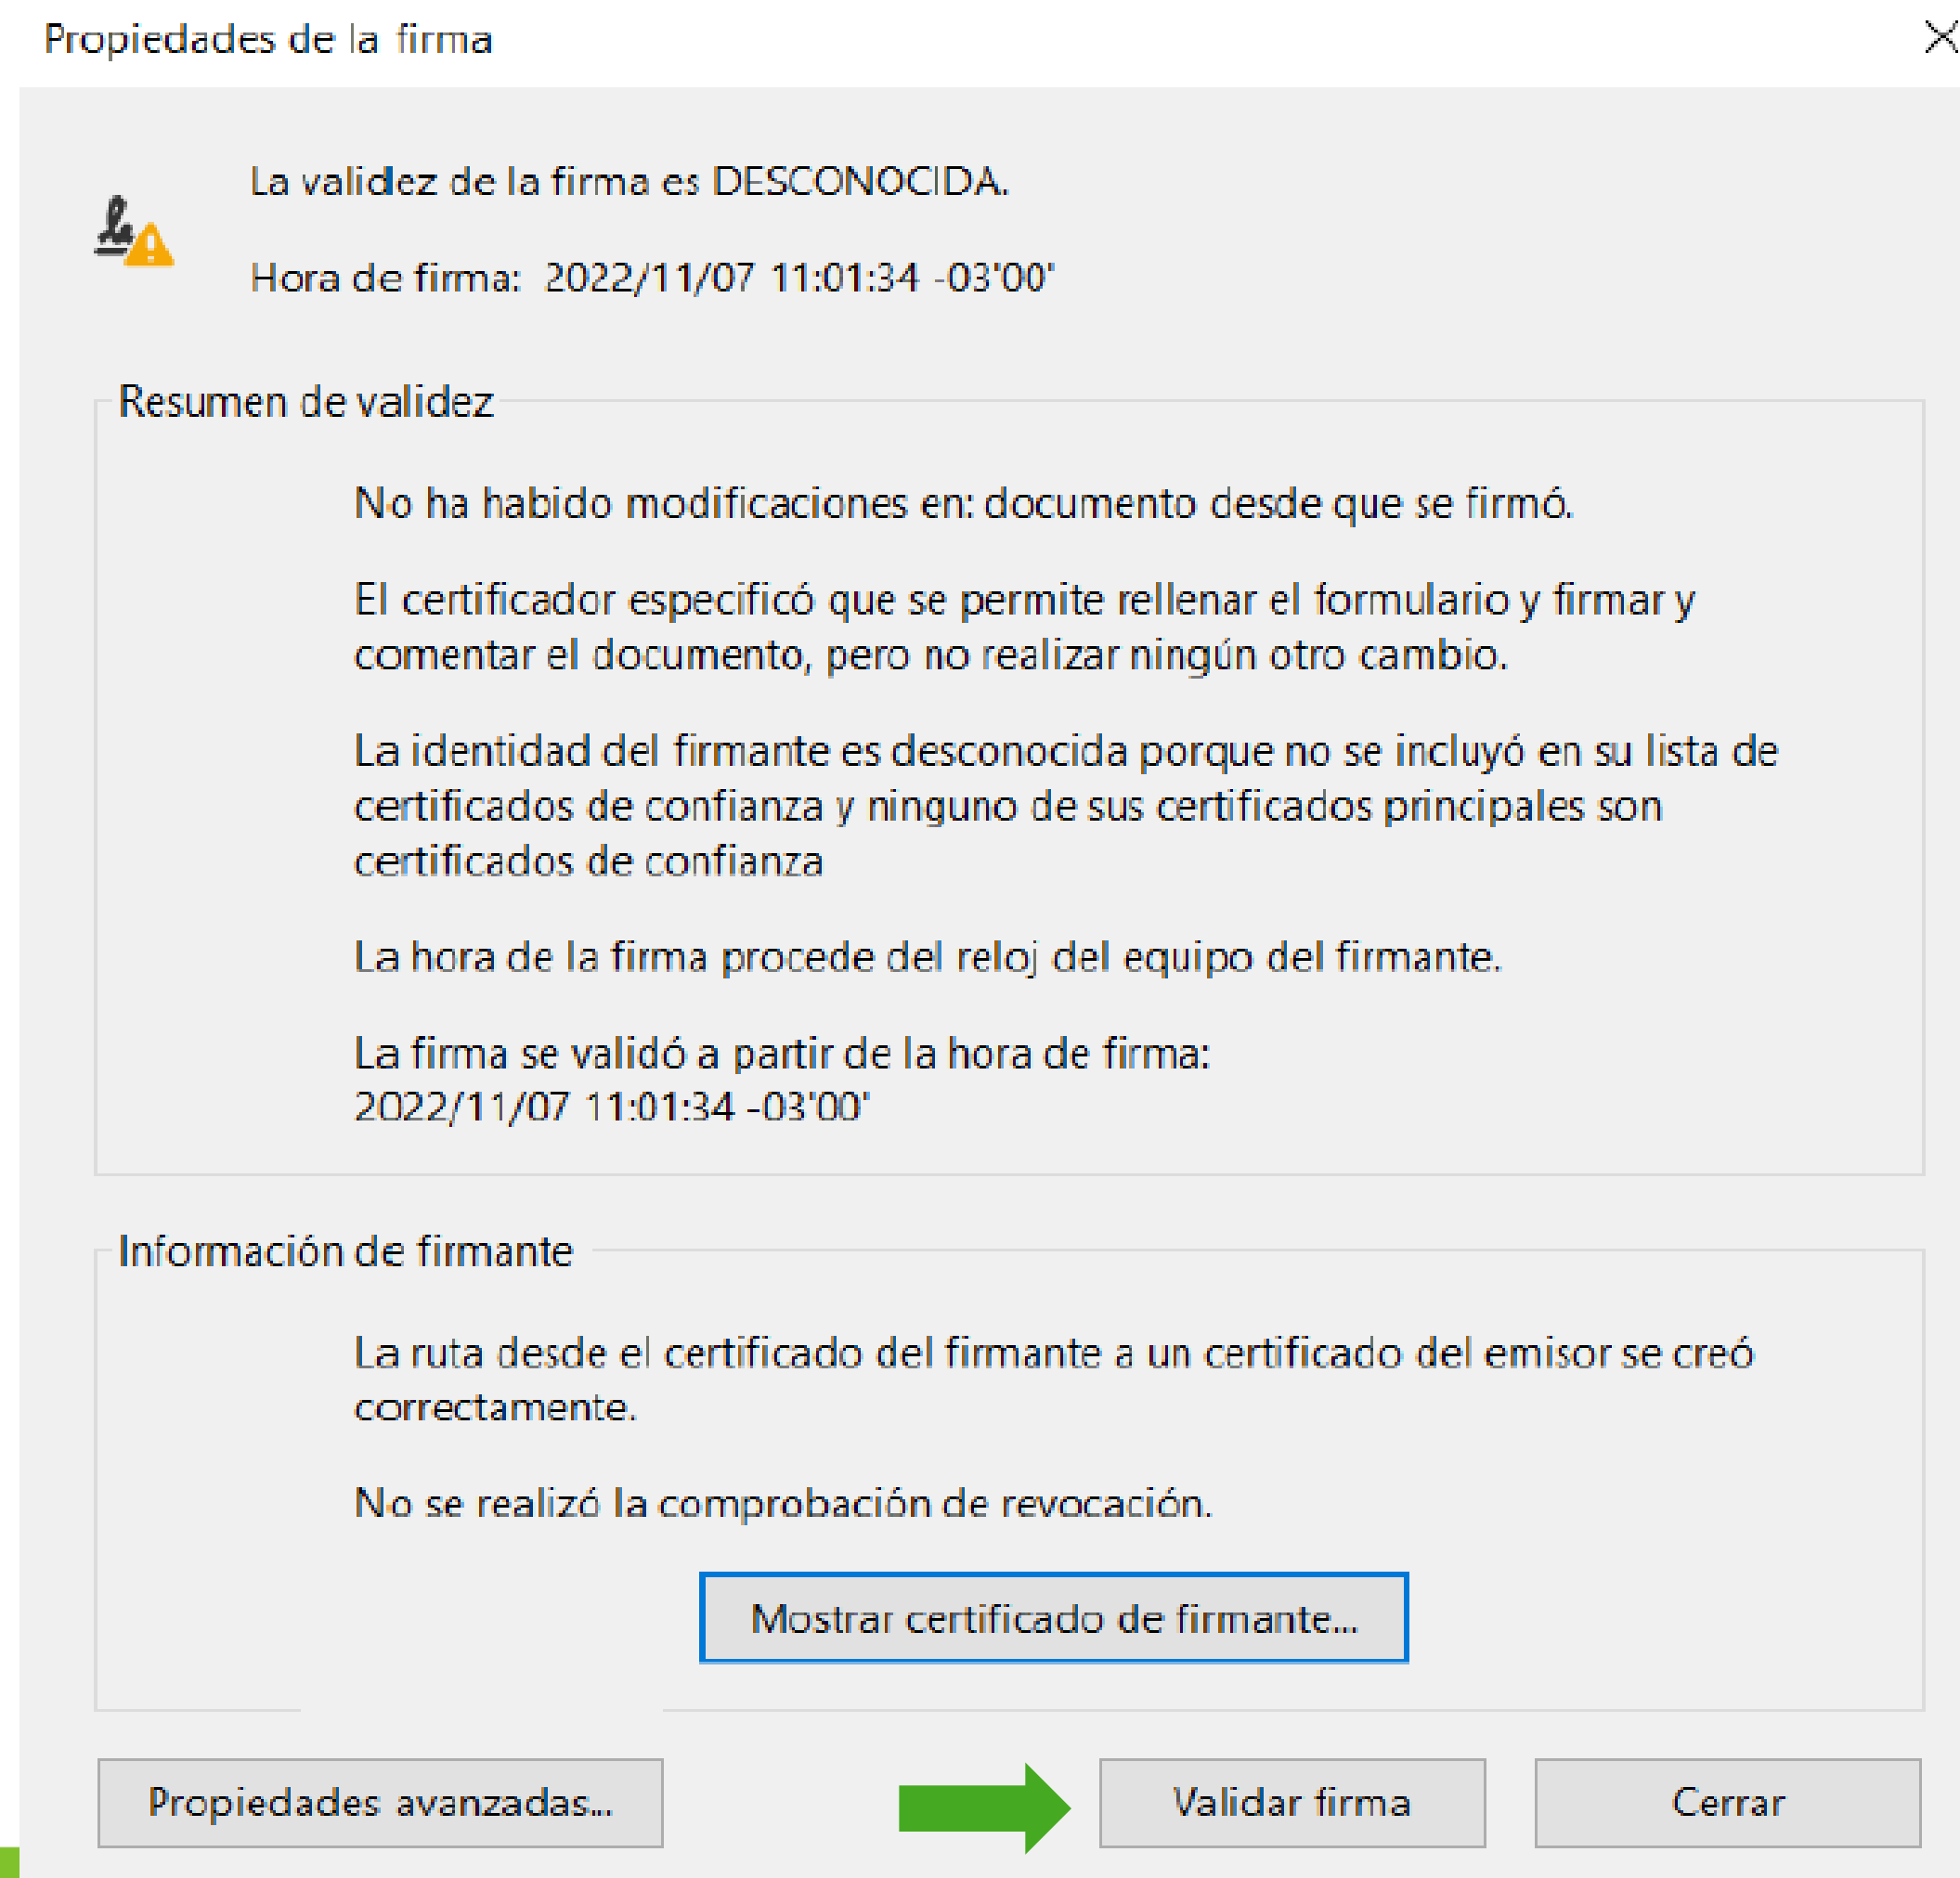 Propiedades de la firma
La validez de la firma es DESCONOCIDA.
Hora de firma: 2022/11/07 11:01:34 -03'00'
Resumen de validez
No ha habido modificaciones en: documento desde que se firmó.
El certificador especificó que se permite rellenar el formulario y firmar y
comentar el documento, pero no realizar ningún otro cambio.
La identidad del firmante es desconocida porque no se incluyó en su lista de
certificados de confianza y ninguno de sus certificados principales son
certificados de confianza
La hora de la firma procede del reloj del equipo del firmante.
La firma se validó a partir de la hora de firma:
2022/11/07 11:01:34 -03'00'
Información de firmante
La ruta desde el certificado del firmante a un certificado del emisor se creó
correctamente.
No se realizó la comprobación de revocación.
Mostrar certificado de firmante...
Propiedades avanzadas... Validar firma Cerrar